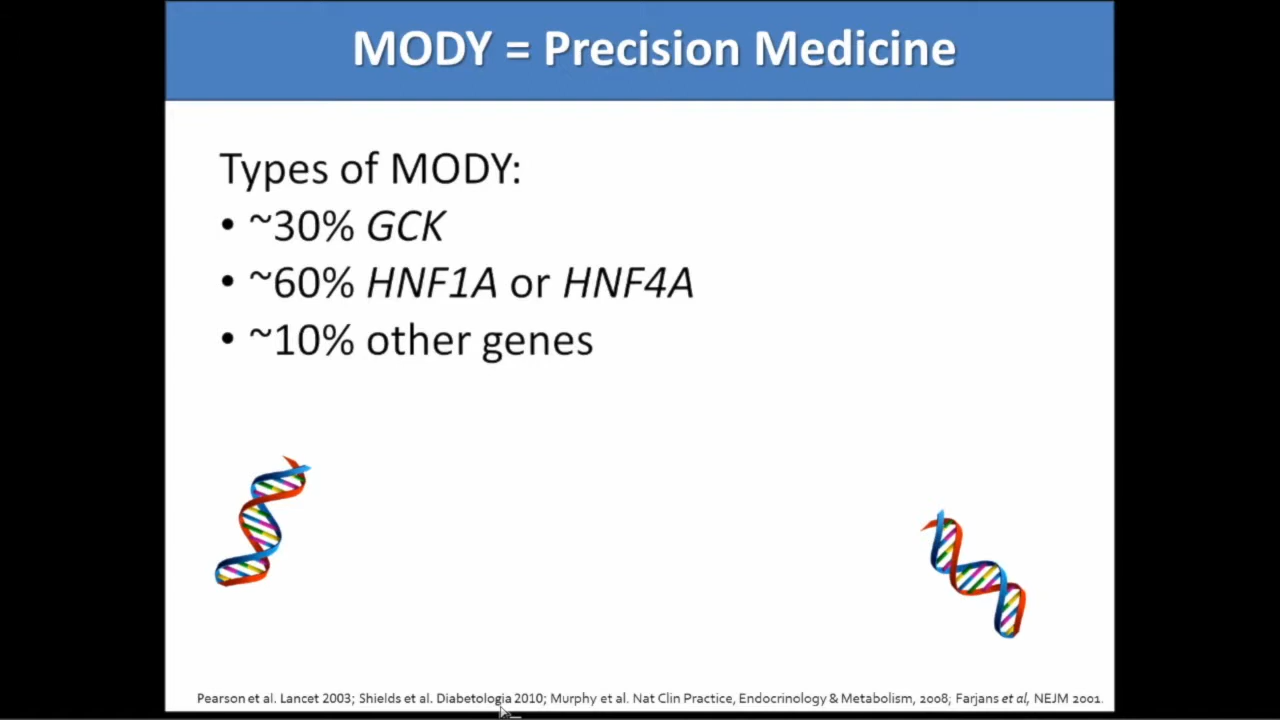 MODY = Precision Medicine
Types of MODY:
• ~30% GCK
• ~60% HNF1A or HNF4A
• ~10% other genes
Pearson et al. Lancet 2003; Shields et al. Diabetologia 2010; Murphy et al. Nat Clin Practice, Endocrinology & Metabolism, 2008; Farjans et al, NEJM 2001.